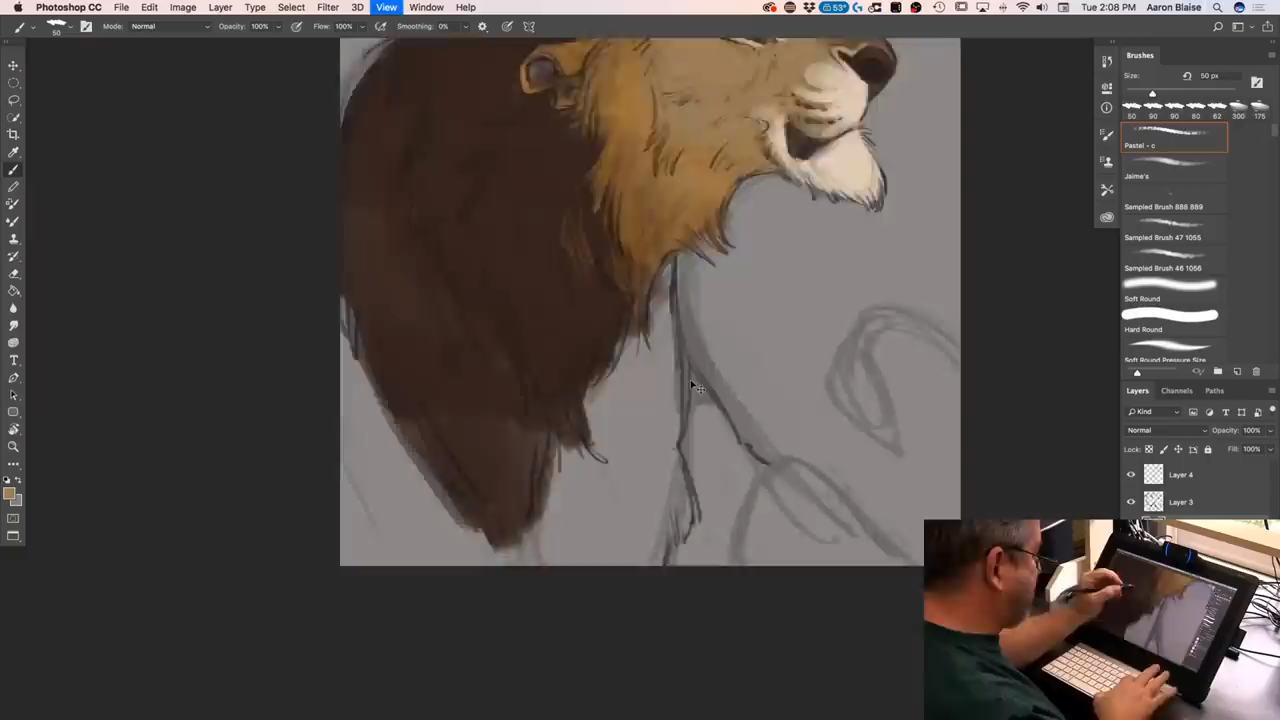 Photoshop CC File Edit Image Layer Type Select Filter 3D View Window Help 53° Tue 2:08 PM Aaron Blaise
50 Mode: Normal Opacity: 100% Flow: 100% Smoothing: 0%
Brushes
Size: 50 px
50 90 90 80 62 300 175
Pastel - c
Jaime's
Sampled Brush 888 889
Sampled Brush 47 1055
Sampled Brush 46 1056
Soft Round
Hard Round
Soft Round Pressure Size
Layers Channels Paths
Kind
Normal Opacity: 100%
Lock: Fill: 100%
Layer 4
Layer 3